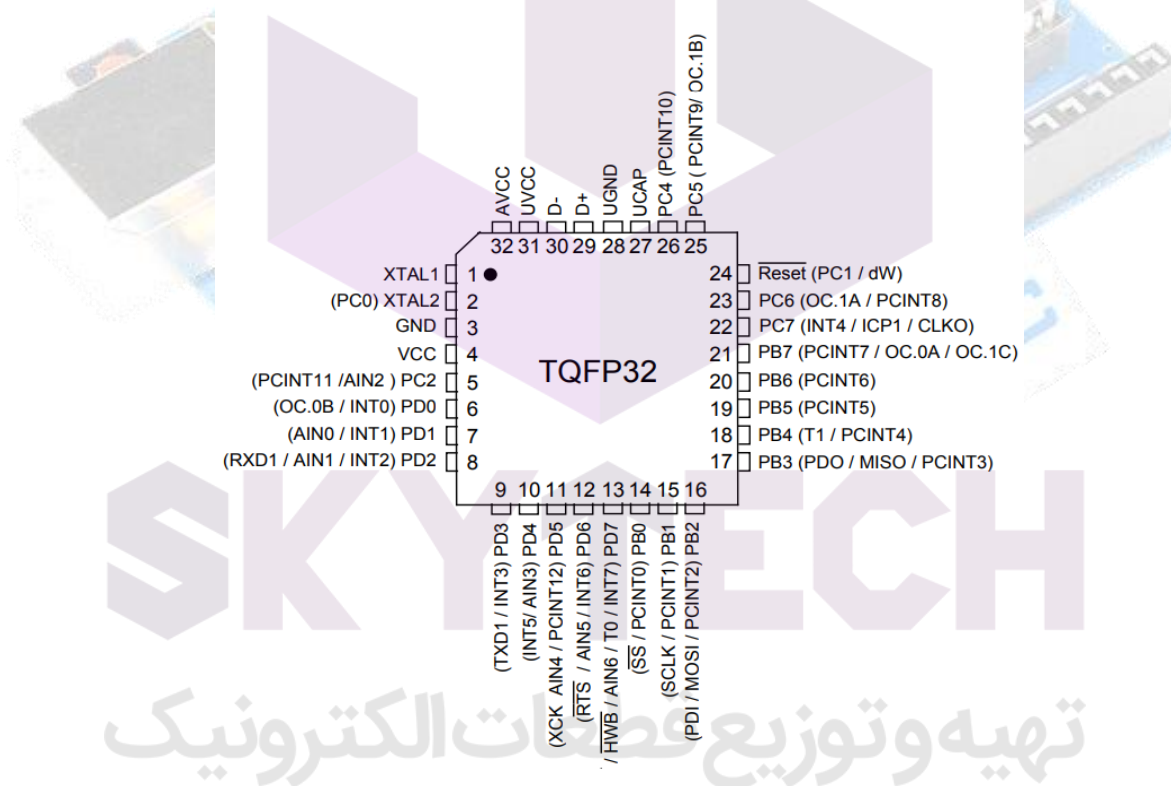 AVCC
UVCC
D-
D+
UGND
UCAP
PC4 (PCINT10)
PC5 ( PCINT9/ OC.1B)
32 31 30 29 28 27 26 25
XTAL1 1
(PC0) XTAL2 2
GND 3
VCC 4
(PCINT11 /AIN2 ) PC2 5
(OC.0B / INT0) PD0 6
(AIN0 / INT1) PD1 7
(RXD1 / AIN1 / INT2) PD2 8
TQFP32
24 Reset (PC1 / dW)
23 PC6 (OC.1A / PCINT8)
22 PC7 (INT4 / ICP1 / CLKO)
21 PB7 (PCINT7 / OC.0A / OC.1C)
20 PB6 (PCINT6)
19 PB5 (PCINT5)
18 PB4 (T1 / PCINT4)
17 PB3 (PDO / MISO / PCINT3)
9 10 11 12 13 14 15 16
(TXD1 / INT3) PD3
(INT5/ AIN3) PD4
(XCK AIN4 / PCINT12) PD5
(RTS / AIN5 / INT6) PD6
/ HWB / AIN6 / T0 / INT7) PD7
(SS / PCINT0) PB0
(SCLK / PCINT1) PB1
(PDI / MOSI / PCINT2) PB2
SKYTECH
تهیه و توزیع قطعات الکترونیک